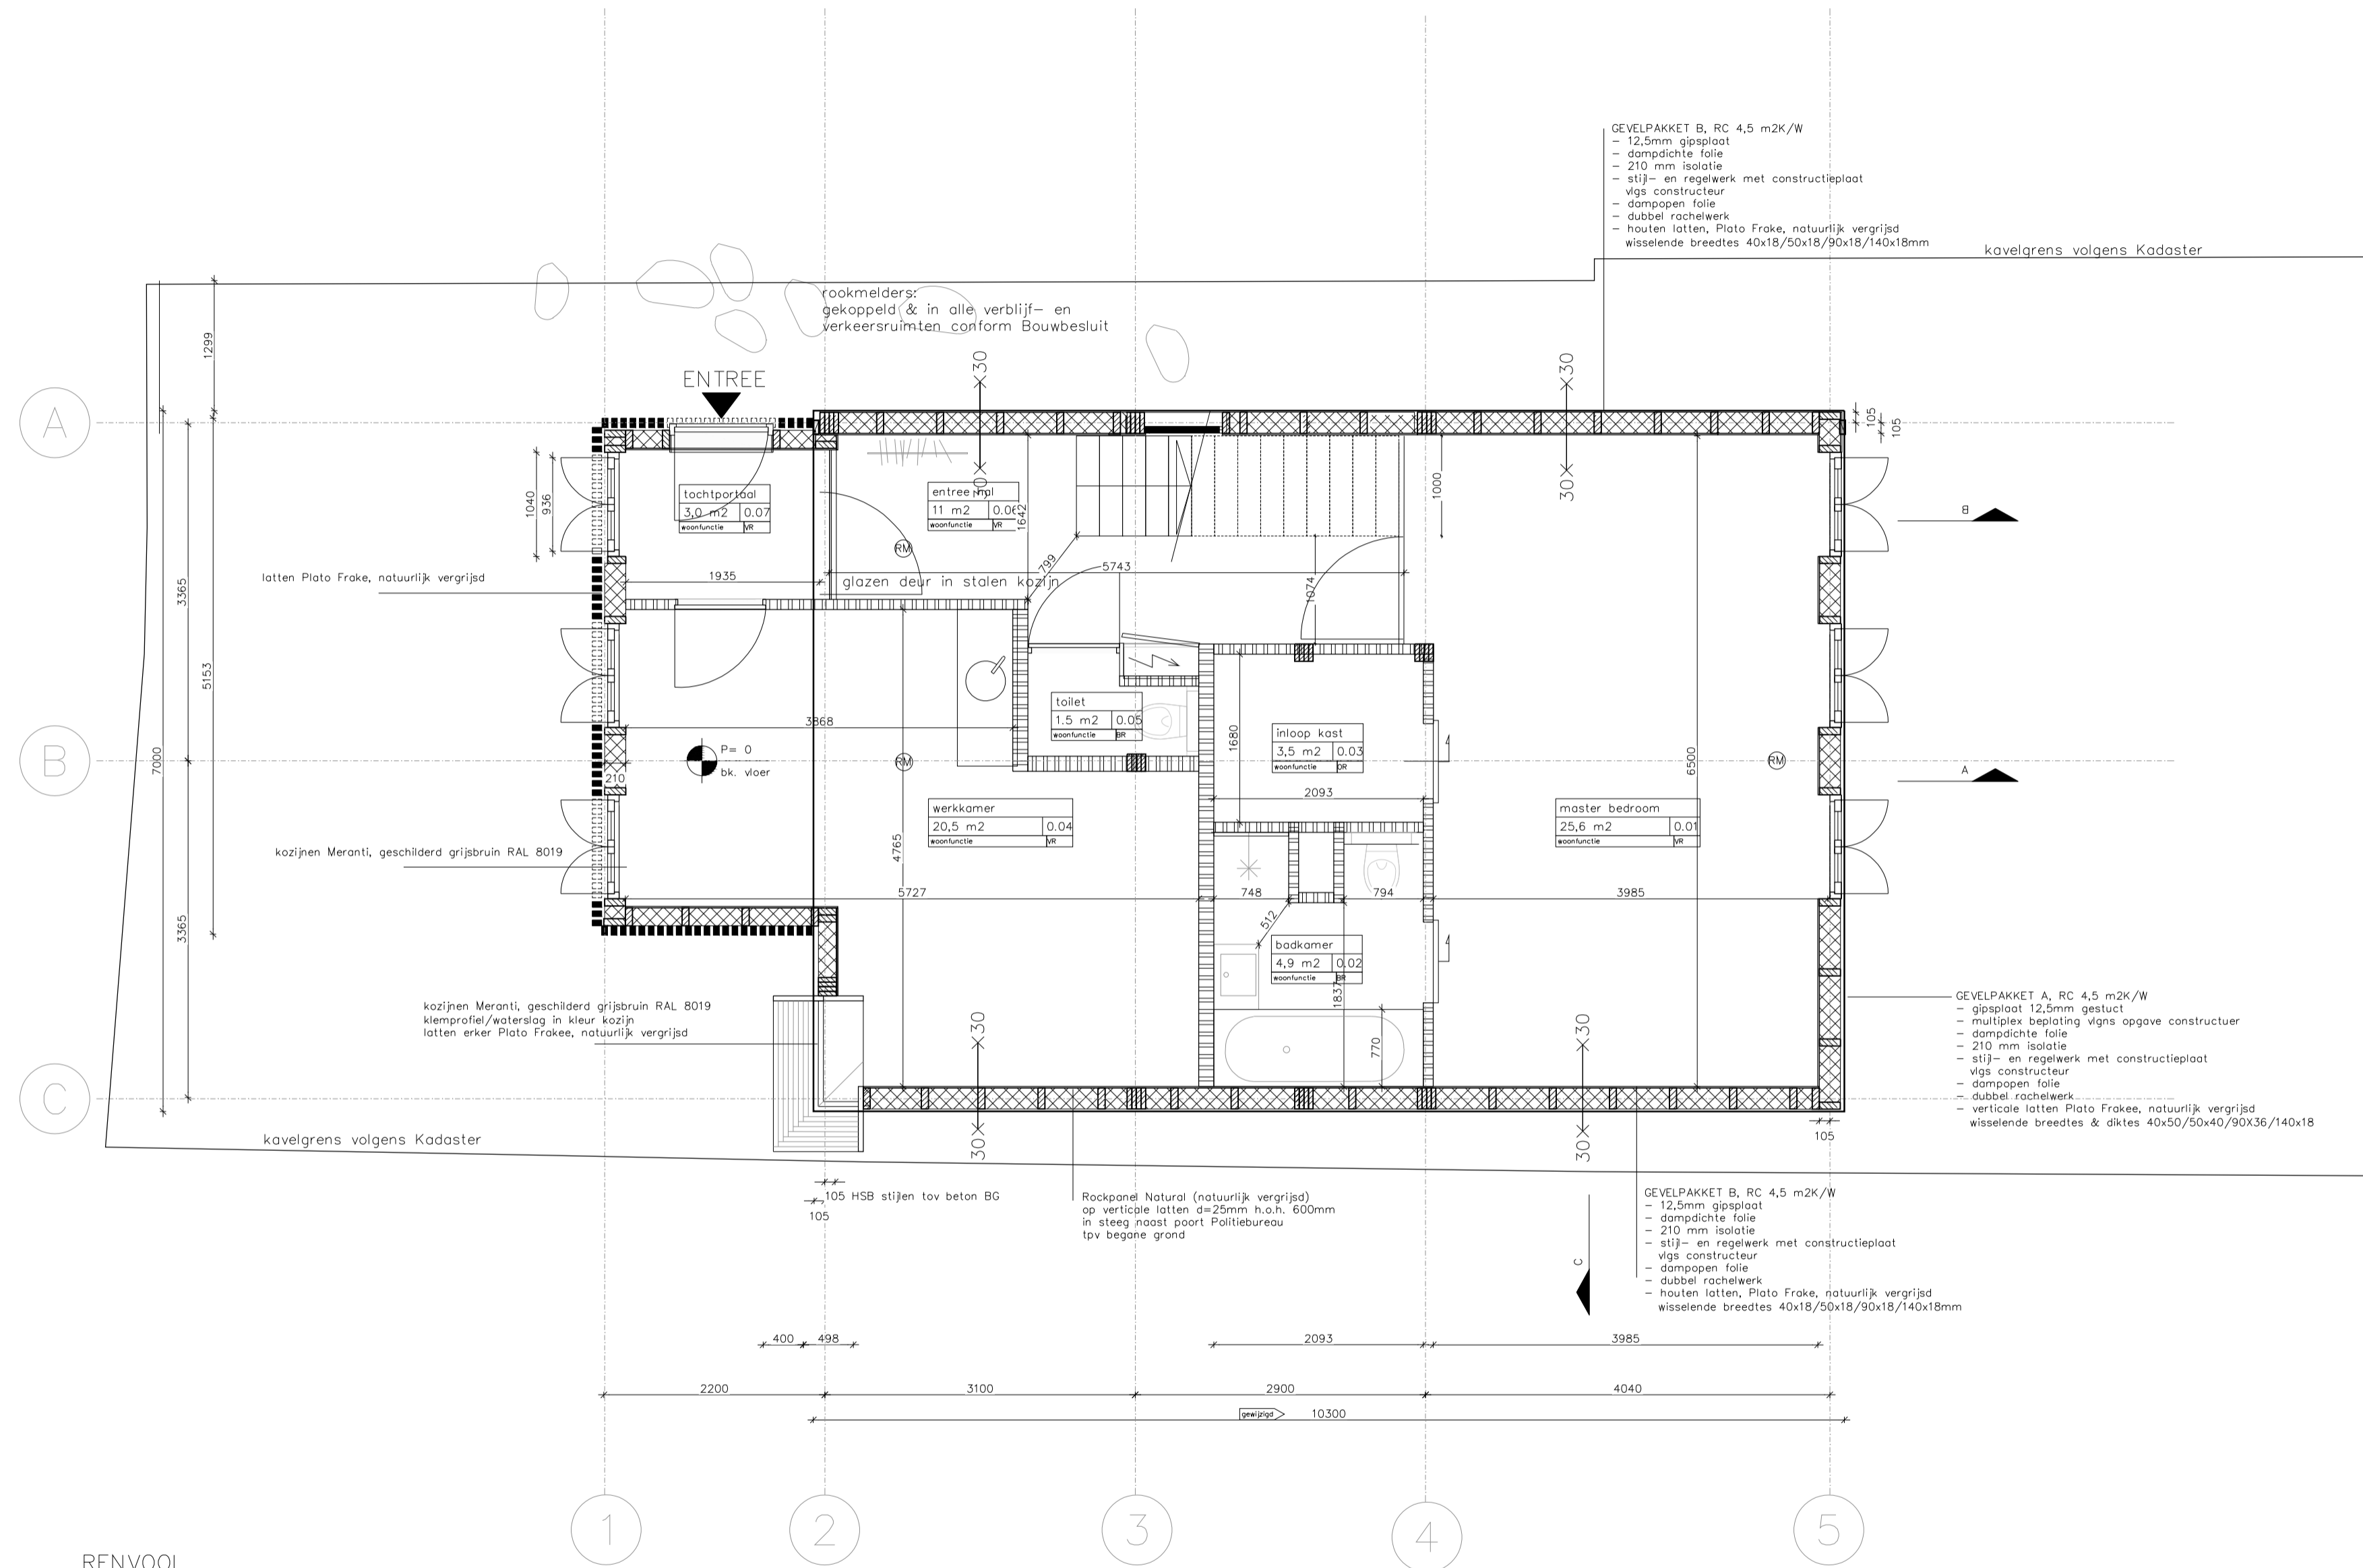 GEVELPAKKET B, RC 4,5 m2K/W
- 12,5mm gipsplaat
- dampdichte folie
- 210 mm isolatie
- stijl- en regelwerk met constructieplaat
vlgs constructeur
- dampopen folie
- dubbel rachelwerk
- houten latten, Plato Frake, natuurlijk vergrijsd
wisselende breedtes 40x18/50x18/90x18/140x18mm
kavelgrens volgens Kadaster
rookmelders:
gekoppeld & in alle verblijf- en
verkeersruimten conform Bouwbesluit
1299
30
30
ENTREE
A
105
105
30
30
1040
936
tochtportaal
3,0 m2 0.07
woonfunctie VR
entree hal
11 m2 0.06
woonfunctie VR
1642
1000
B
RM
799
5743
latten Plato Frake, natuurlijk vergrijsd
1935
glazen deur in stalen kozijn
1074
3365
5153
toilet
1.5 m2 0.05
woonfunctie BR
3868
1680
inloop kast
3,5 m2 0.03
woonfunctie OR
6500
7000
B
P= 0
bk. vloer
210
RM
RM
A
2093
werkkamer
20,5 m2 0.04
woonfunctie VR
master bedroom
25,6 m2 0.01
woonfunctie VR
kozijnen Meranti, geschilderd grijsbruin RAL 8019
4765
5727
748
794
3985
512
3365
badkamer
4,9 m2 0.02
woonfunctie BR
1837
770
kozijnen Meranti, geschilderd grijsbruin RAL 8019
klemprofiel/waterslag in kleur kozijn
latten erker Plato Frakee, natuurlijk vergrijsd
30
30
30
30
GEVELPAKKET A, RC 4,5 m2K/W
- gipsplaat 12,5mm gestuct
- multiplex beplating vlgns opgave constructuer
- dampdichte folie
- 210 mm isolatie
- stijl- en regelwerk met constructieplaat
vlgs constructeur
- dampopen folie
- dubbel rachelwerk
- verticale latten Plato Frakee, natuurlijk vergrijsd
wisselende breedtes & diktes 40x50/50x40/90X36/140x18
C
105
kavelgrens volgens Kadaster
105 HSB stijlen tov beton BG
105
Rockpanel Natural (natuurlijk vergrijsd)
op verticale latten d=25mm h.o.h. 600mm
in steeg naast poort Politiebureau
tpv begane grond
GEVELPAKKET B, RC 4,5 m2K/W
- 12,5mm gipsplaat
- dampdichte folie
- 210 mm isolatie
- stijl- en regelwerk met constructieplaat
vlgs constructeur
- dampopen folie
- dubbel rachelwerk
- houten latten, Plato Frake, natuurlijk vergrijsd
wisselende breedtes 40x18/50x18/90x18/140x18mm
C
400 498
2093
3985
2200
3100
2900
4040
gewijzigd 10300
1
2
3
4
5
RENVOOI